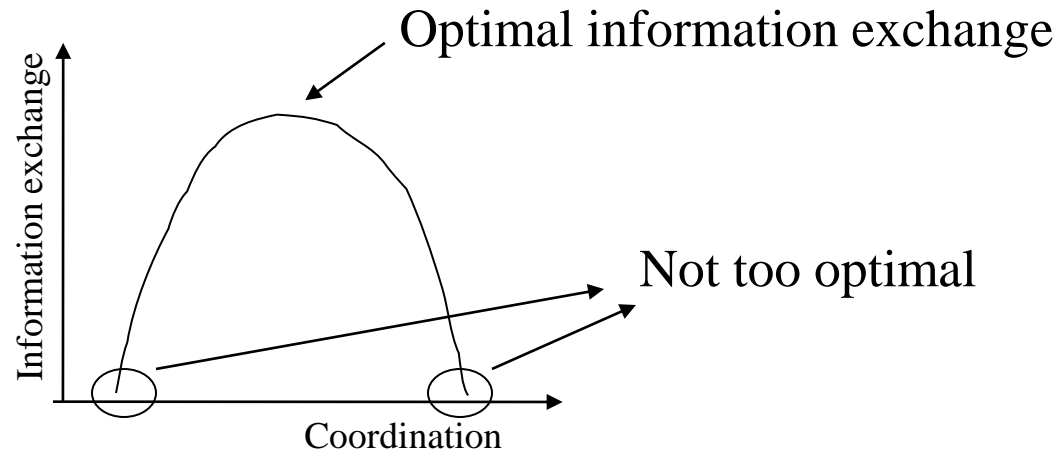 Optimal information exchange
Information exchange
Not too optimal
Coordination